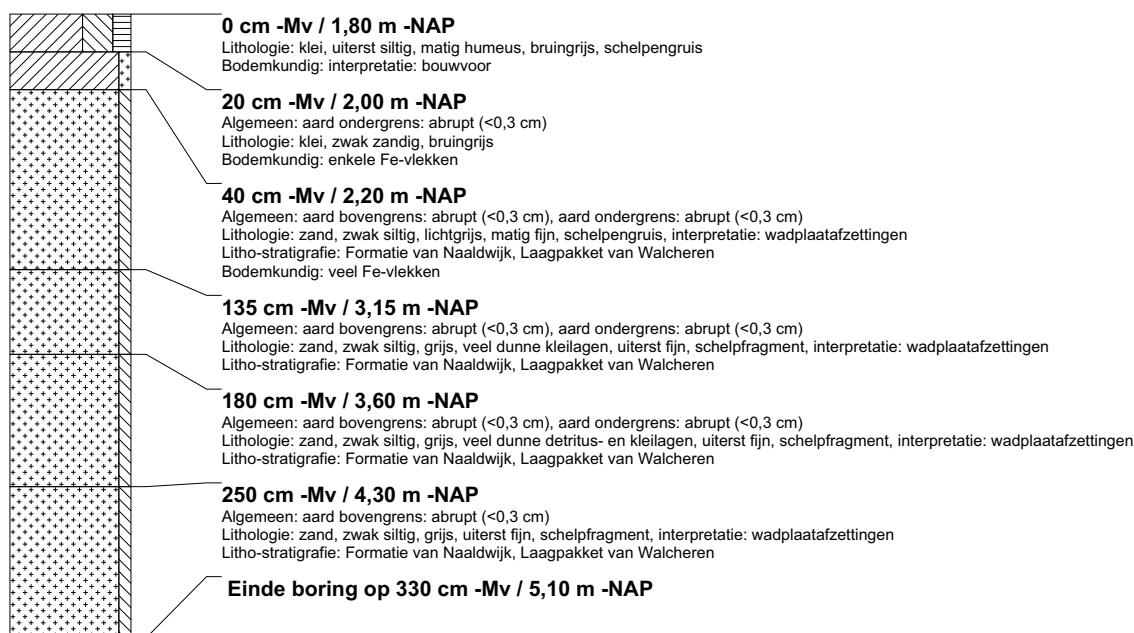 0 cm -Mv / 1,80 m -NAP
Lithologie: klei, uiterst siltig, matig humeus, bruingrijs, schelpengruis
Bodemkundig: interpretatie: bouwvoor
20 cm -Mv / 2,00 m -NAP
Algemeen: aard ondergrens: abrupt (<0,3 cm)
Lithologie: klei, zwak zandig, bruingrijs
Bodemkundig: enkele Fe-vlekken
40 cm -Mv / 2,20 m -NAP
Algemeen: aard bovengrens: abrupt (<0,3 cm), aard ondergrens: abrupt (<0,3 cm)
Lithologie: zand, zwak siltig, lichtgrijs, matig fijn, schelpengruis, interpretatie: wadplaatafzettingen
Litho-stratigrafie: Formatie van Naaldwijk, Laagpakket van Walcheren
Bodemkundig: veel Fe-vlekken
135 cm -Mv / 3,15 m -NAP
Algemeen: aard bovengrens: abrupt (<0,3 cm), aard ondergrens: abrupt (<0,3 cm)
Lithologie: zand, zwak siltig, grijs, veel dunne kleilagen, uiterst fijn, schelpfragment, interpretatie: wadplaatafzettingen
Litho-stratigrafie: Formatie van Naaldwijk, Laagpakket van Walcheren
180 cm -Mv / 3,60 m -NAP
Algemeen: aard bovengrens: abrupt (<0,3 cm), aard ondergrens: abrupt (<0,3 cm)
Lithologie: zand, zwak siltig, grijs, veel dunne detritus- en kleilagen, uiterst fijn, schelpfragment, interpretatie: wadplaatafzettingen
Litho-stratigrafie: Formatie van Naaldwijk, Laagpakket van Walcheren
250 cm -Mv / 4,30 m -NAP
Algemeen: aard bovengrens: abrupt (<0,3 cm)
Lithologie: zand, zwak siltig, grijs, uiterst fijn, schelpfragment, interpretatie: wadplaatafzettingen
Litho-stratigrafie: Formatie van Naaldwijk, Laagpakket van Walcheren
Einde boring op 330 cm -Mv / 5,10 m -NAP